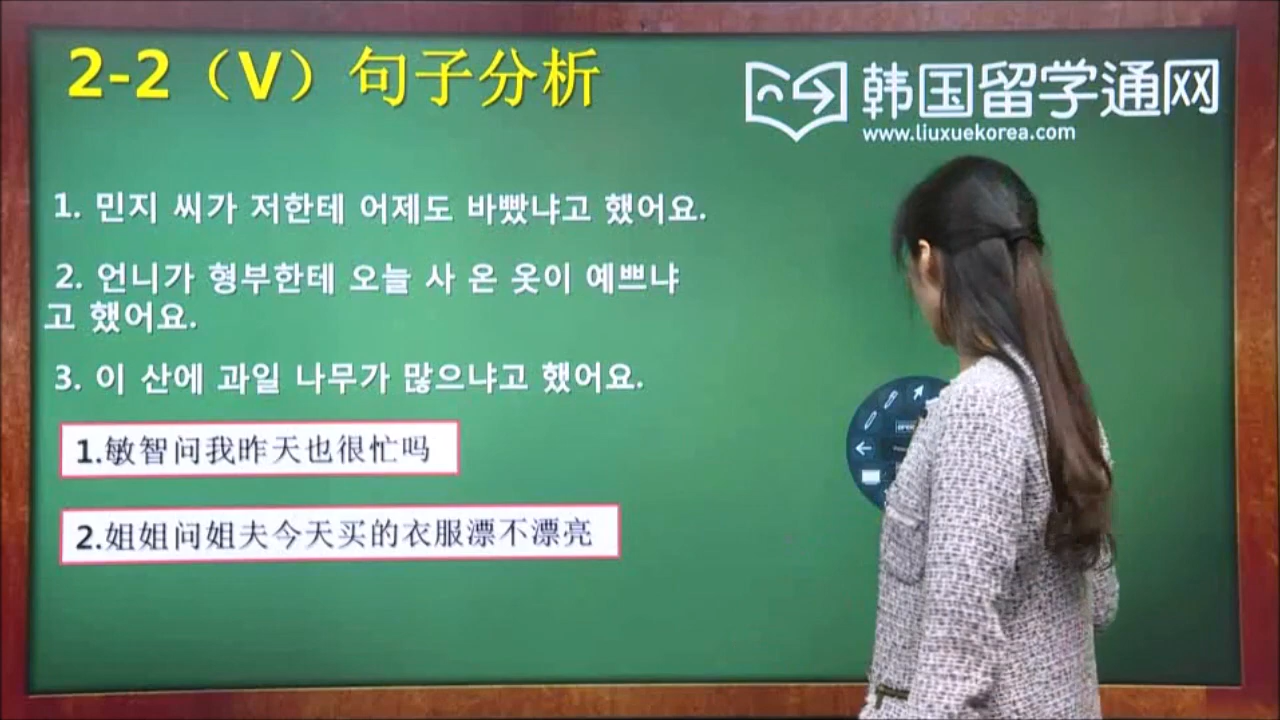 2-2（V）句子分析
韩国留学通网
www.liuxuekorea.com
1. 민지 씨가 저한테 어제도 바빴냐고 했어요.
2. 언니가 형부한테 오늘 사 온 옷이 예쁘냐
고 했어요.
3. 이 산에 과일 나무가 많으냐고 했어요.
1.敏智问我昨天也很忙吗
2.姐姐问姐夫今天买的衣服漂不漂亮